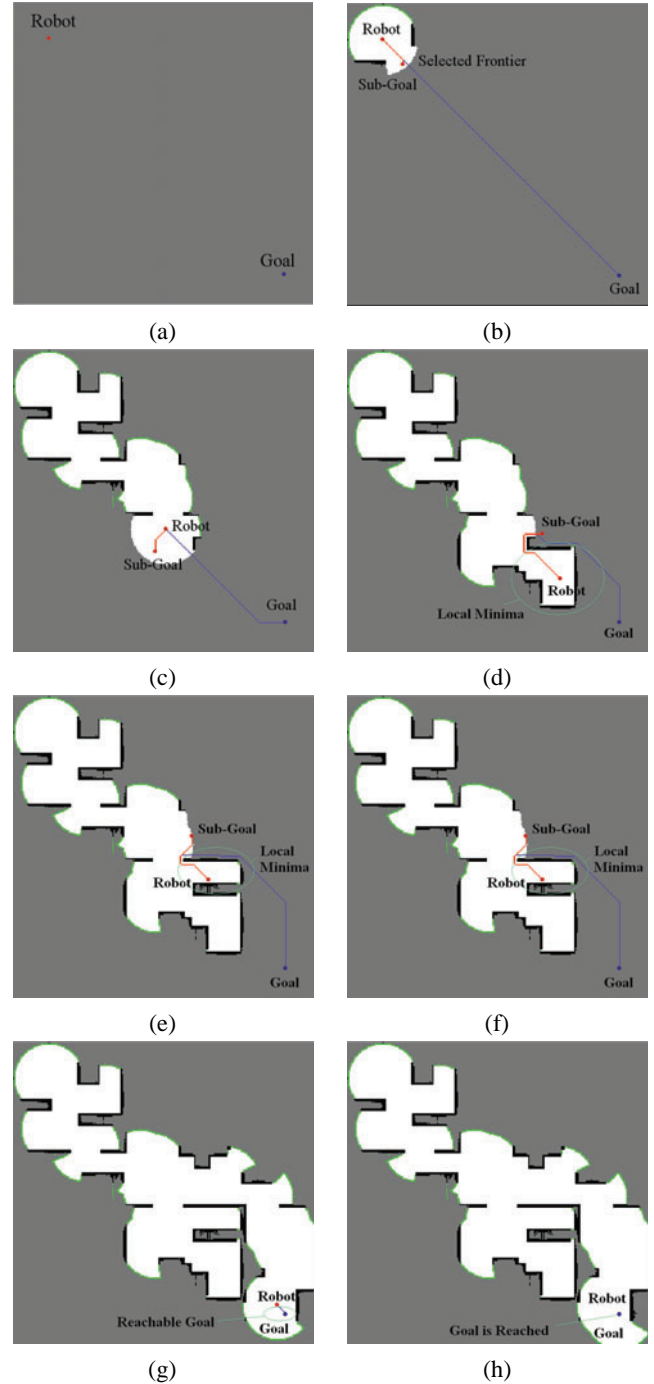 Robot
Goal
(a)
Robot
Selected Frontier
Sub-Goal
Goal
(b)
Robot
Sub-Goal
Goal
(c)
Sub-Goal
Robot
Local Minima
Goal
(d)
Sub-Goal
Local
Minima
Robot
Goal
(e)
Sub-Goal
Local
Minima
Robot
Goal
(f)
Robot
Reachable Goal
Goal
(g)
Robot
Goal is Reached
Goal
(h)